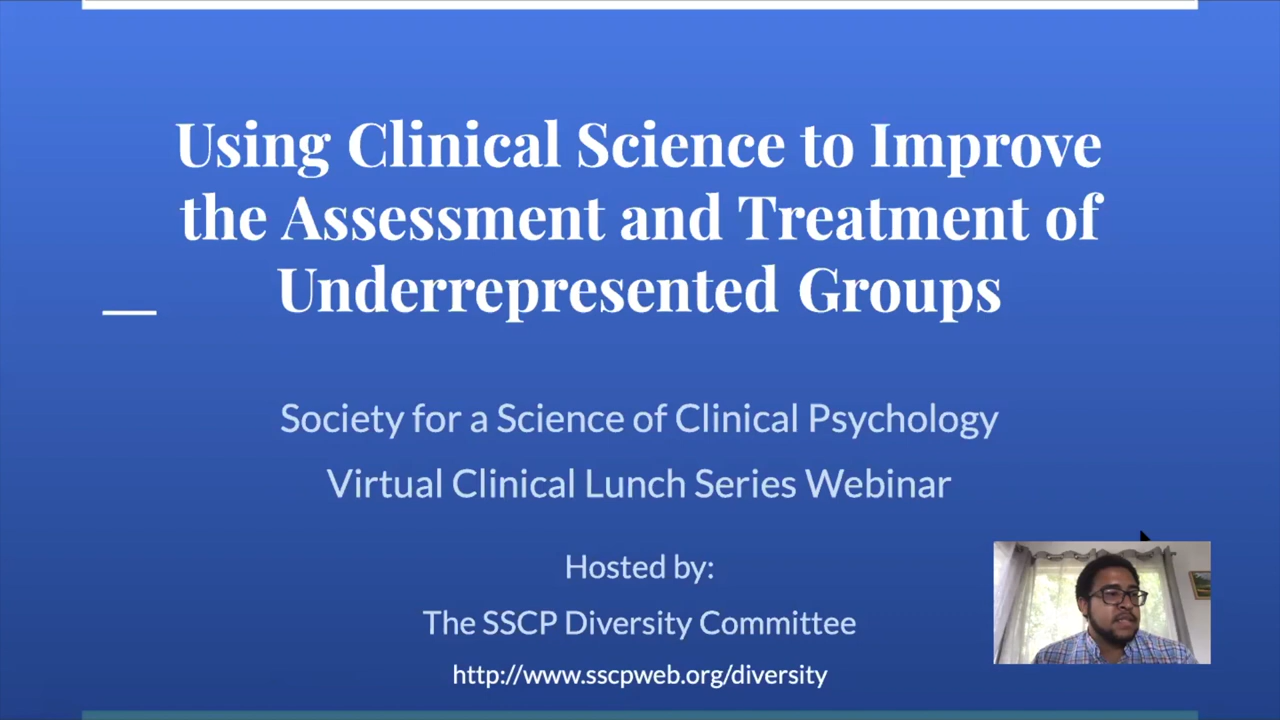 Using Clinical Science to Improve
the Assessment and Treatment of
Underrepresented Groups
Society for a Science of Clinical Psychology
Virtual Clinical Lunch Series Webinar
Hosted by:
The SSCP Diversity Committee
http://www.sscpweb.org/diversity